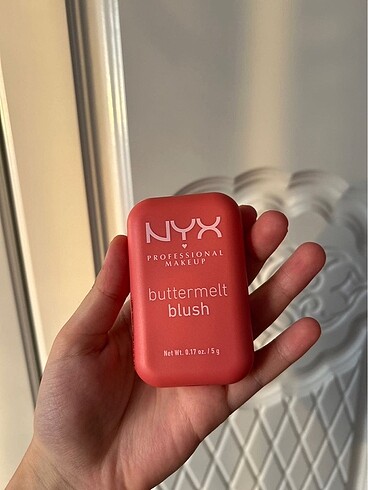 NYX
PROFESSIONAL
MAKEUP
buttermelt
blush
Net Wt. 0.17 oz. / 5 g